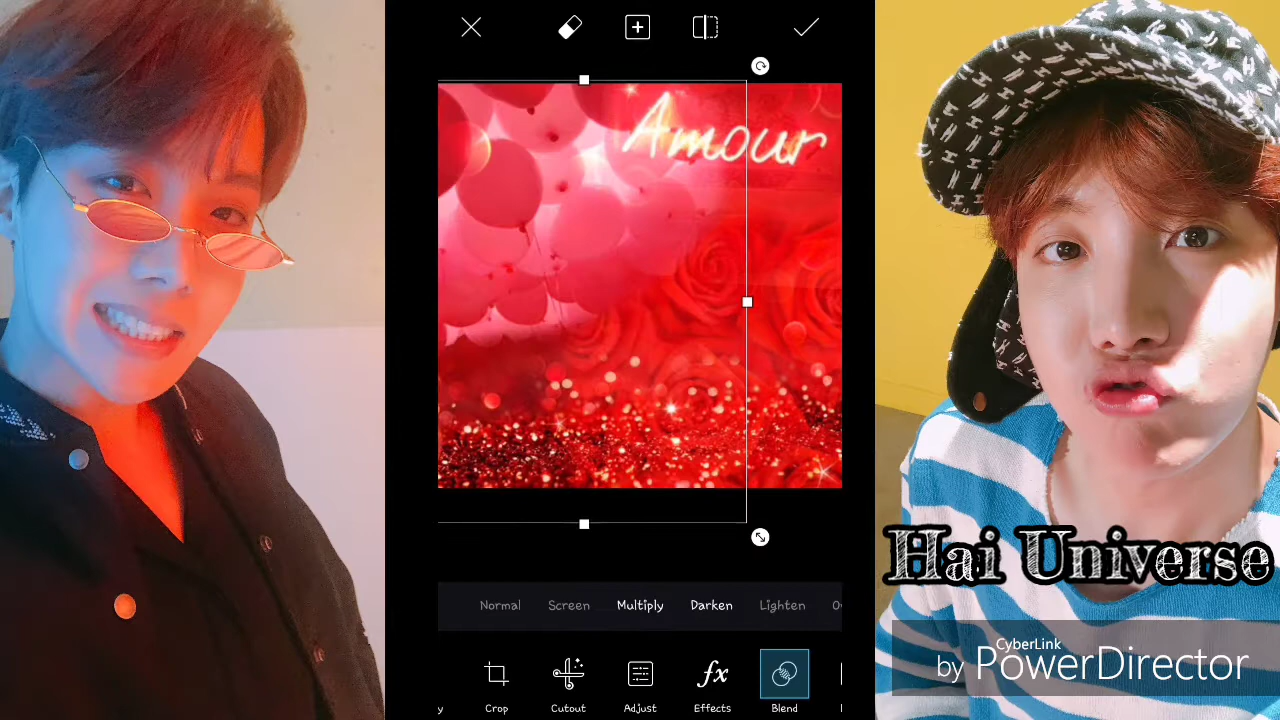 Amour
Normal Screen Multiply Darken Lighten
Crop Cutout Adjust Effects Blend
fx
Hai Universe
by CyberLink PowerDirector